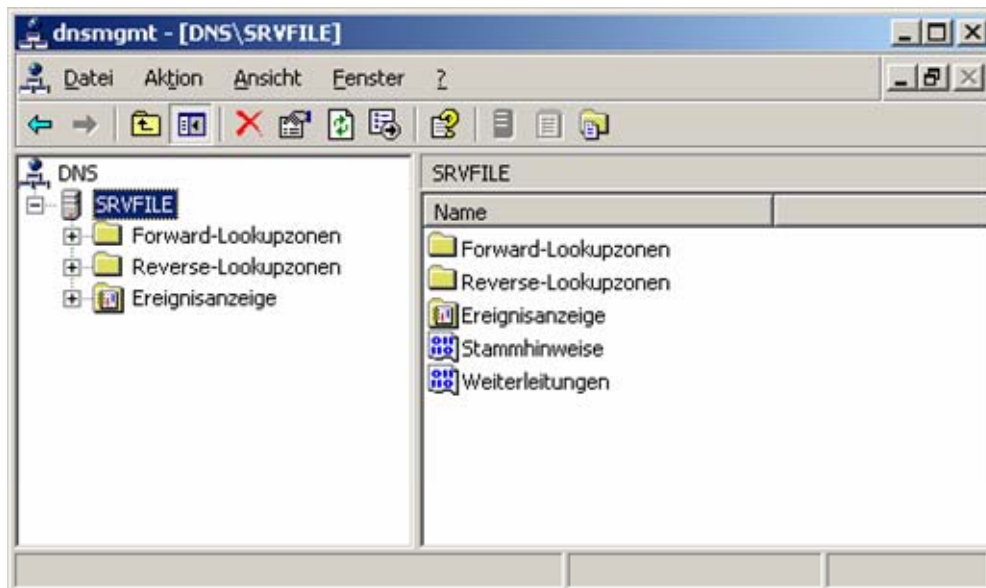 dnsmgmt - [DNS\SRVFILE]
Datei Aktion Ansicht Fenster ?
DNS
SRVFILE
Forward-Lookupzonen
Reverse-Lookupzonen
Ereignisanzeige
SRVFILE
Name
Forward-Lookupzonen
Reverse-Lookupzonen
Ereignisanzeige
Stammhinweise
Weiterleitungen